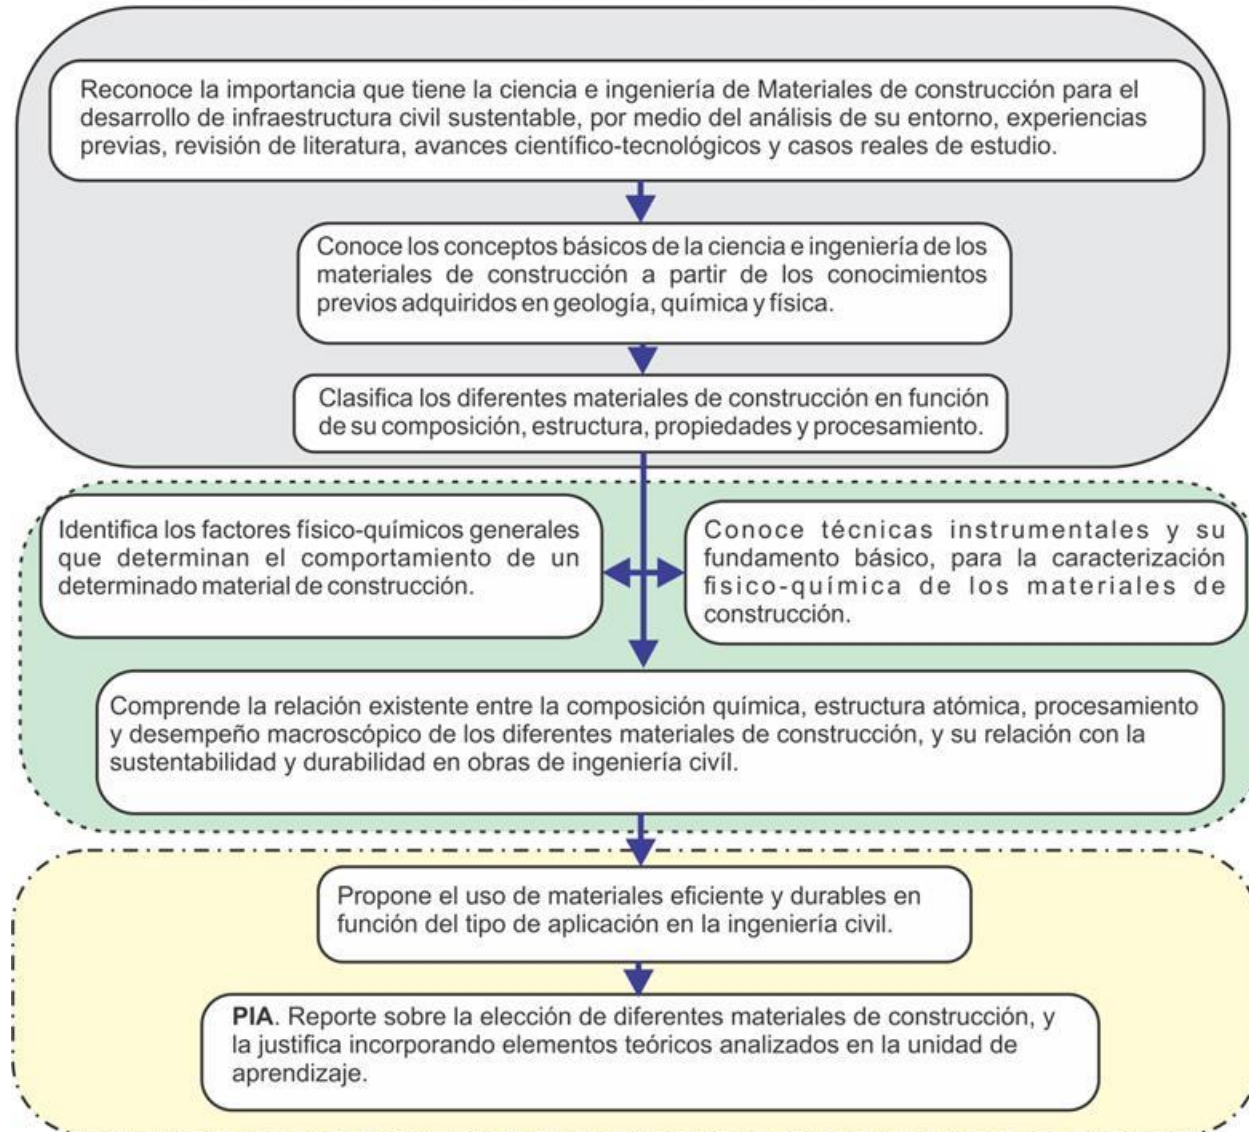 Reconoce la importancia que tiene la ciencia e ingeniería de Materiales de construcción para el
desarrollo de infraestructura civil sustentable, por medio del análisis de su entorno, experiencias
previas, revisión de literatura, avances científico-tecnológicos y casos reales de estudio.
Conoce los conceptos básicos de la ciencia e ingeniería de los
materiales de construcción a partir de los conocimientos
previos adquiridos en geología, química y física.
Clasifica los diferentes materiales de construcción en función
de su composición, estructura, propiedades y procesamiento.
Identifica los factores físico-químicos generales
que determinan el comportamiento de un
determinado material de construcción.
Conoce técnicas instrumentales y su
fundamento básico, para la caracterización
fisico-química de los materiales de
construcción.
Comprende la relación existente entre la composición química, estructura atómica, procesamiento
y desempeño macroscópico de los diferentes materiales de construcción, y su relación con la
sustentabilidad y durabilidad en obras de ingeniería civíl.
Propone el uso de materiales eficiente y durables en
función del tipo de aplicación en la ingeniería civil.
PIA. Reporte sobre la elección de diferentes materiales de construcción, y
la justifica incorporando elementos teóricos analizados en la unidad de
aprendizaje.